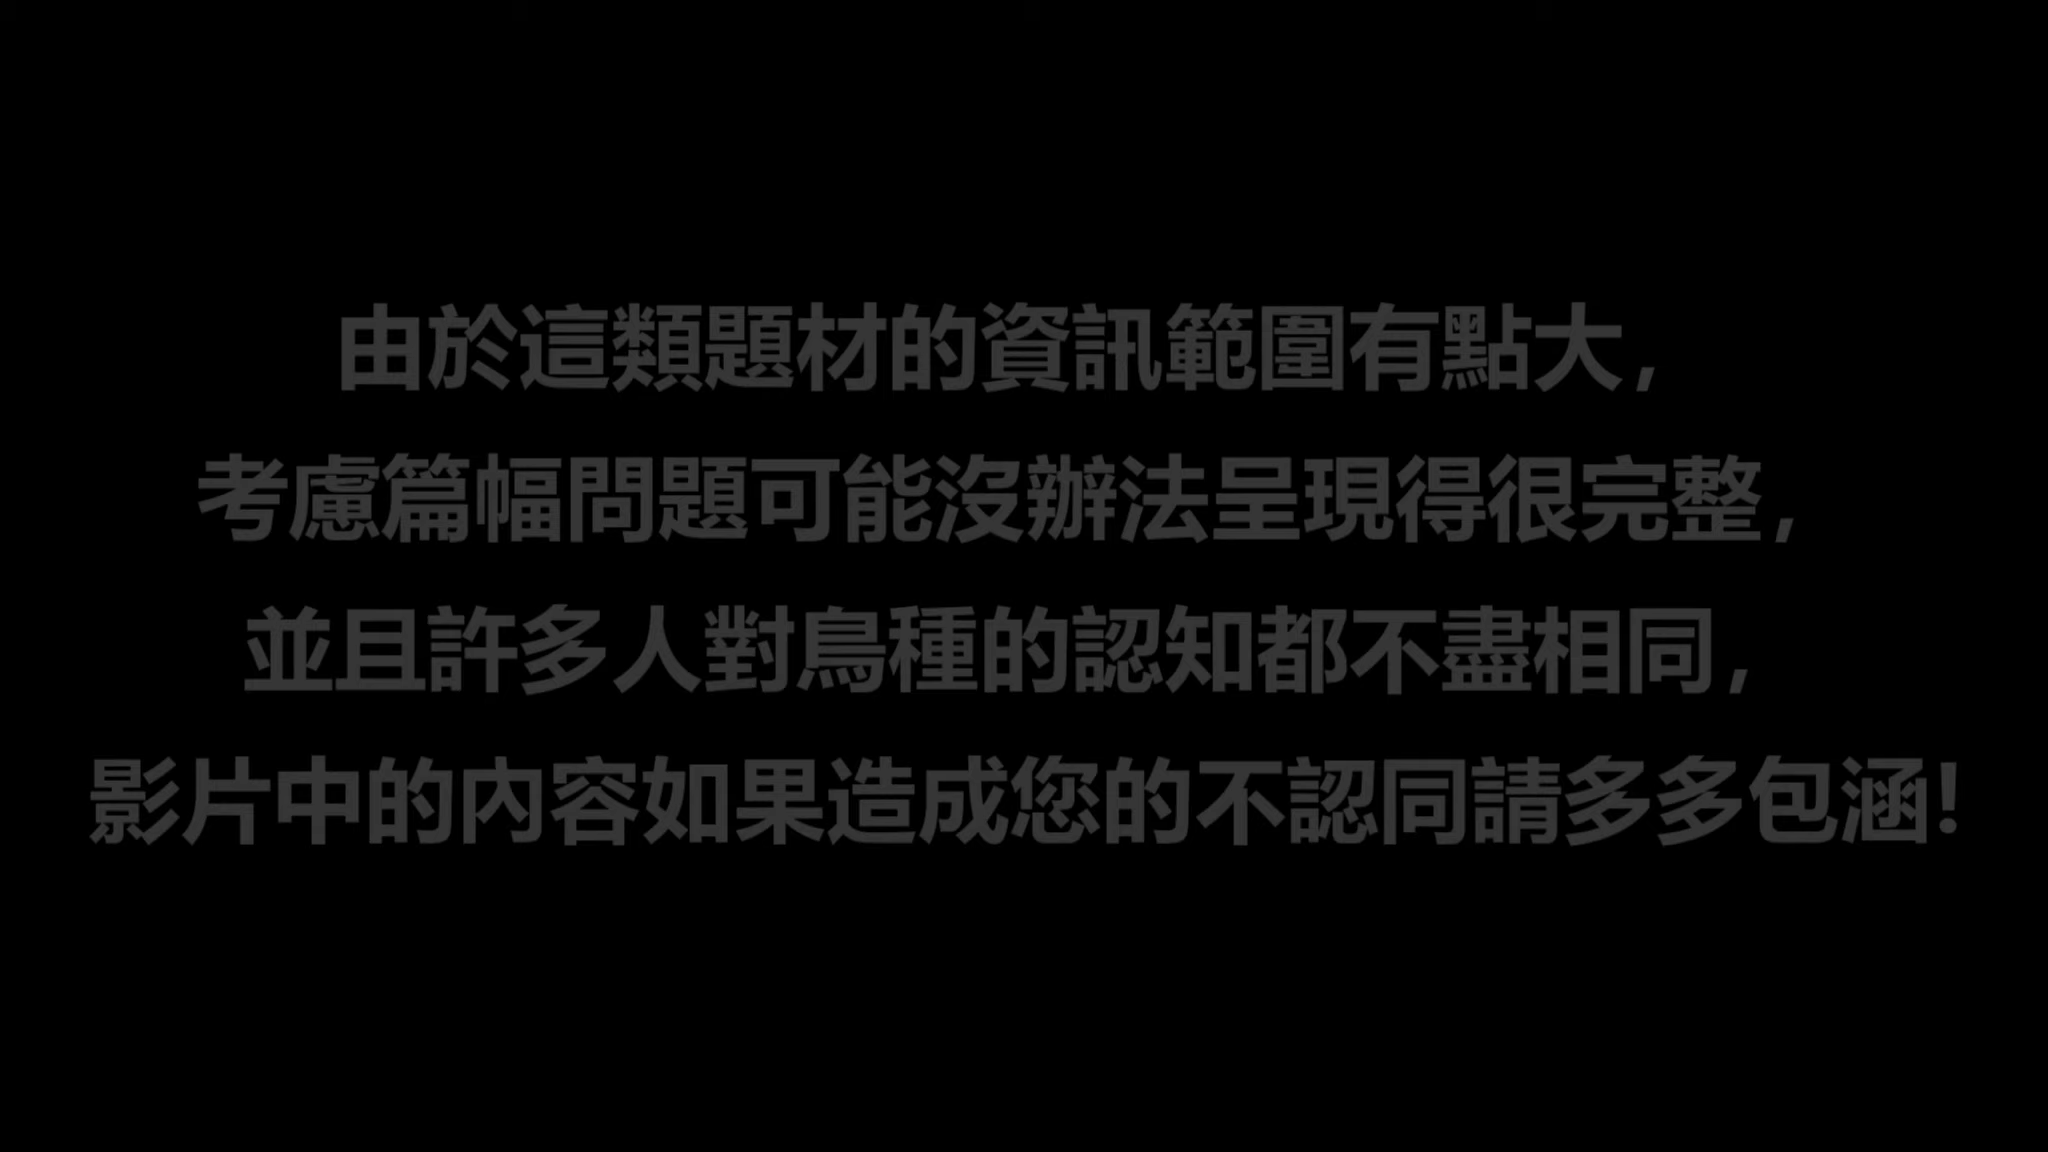 由於這類題材的資訊範圍有點大，
考慮篇幅問題可能沒辦法呈現得很完整，
並且許多人對鳥種的認知都不盡相同，
影片中的內容如果造成您的不認同請多多包涵！